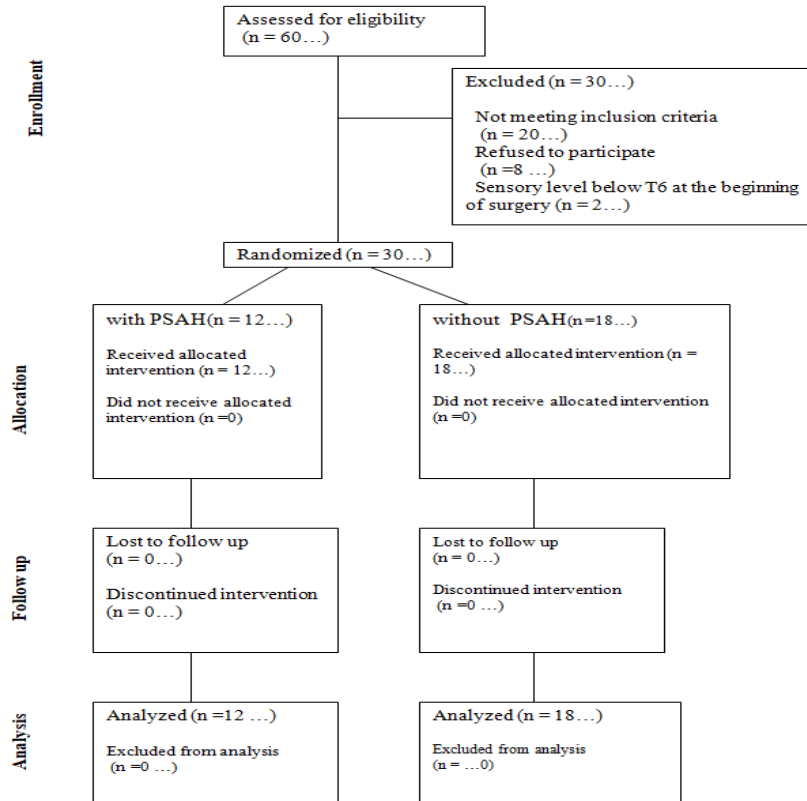 Assessed for eligibility
(n = 60...)
Enrollment
Excluded (n = 30...)
Not meeting inclusion criteria
(n = 20...)
Refused to participate
(n =8 ...)
Sensory level below T6 at the beginning
of surgery (n = 2...)
Randomized (n = 30...)
Allocation
with PSAH(n = 12...)
Received allocated
intervention (n = 12...)
Did not receive allocated
intervention (n =0)
without PSAH(n=18...)
Received allocated intervention (n =
18...)
Did not receive allocated intervention
(n =0)
Follow up
Lost to follow up
(n = 0...)
Discontinued intervention
(n = 0...)
Lost to follow up
(n = 0...)
Discontinued intervention
(n =0 ...)
Analysis
Analyzed (n =12 ...)
Excluded from analysis
(n =0 ...)
Analyzed (n = 18...)
Excluded from analysis
(n = ...0)